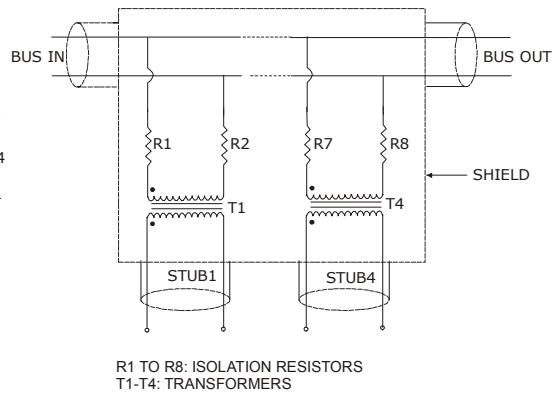 BUS IN
BUS OUT
R1 R2 R7 R8
4
SHIELD
T1 T4
STUB1 STUB4
R1 TO R8: ISOLATION RESISTORS
T1-T4: TRANSFORMERS